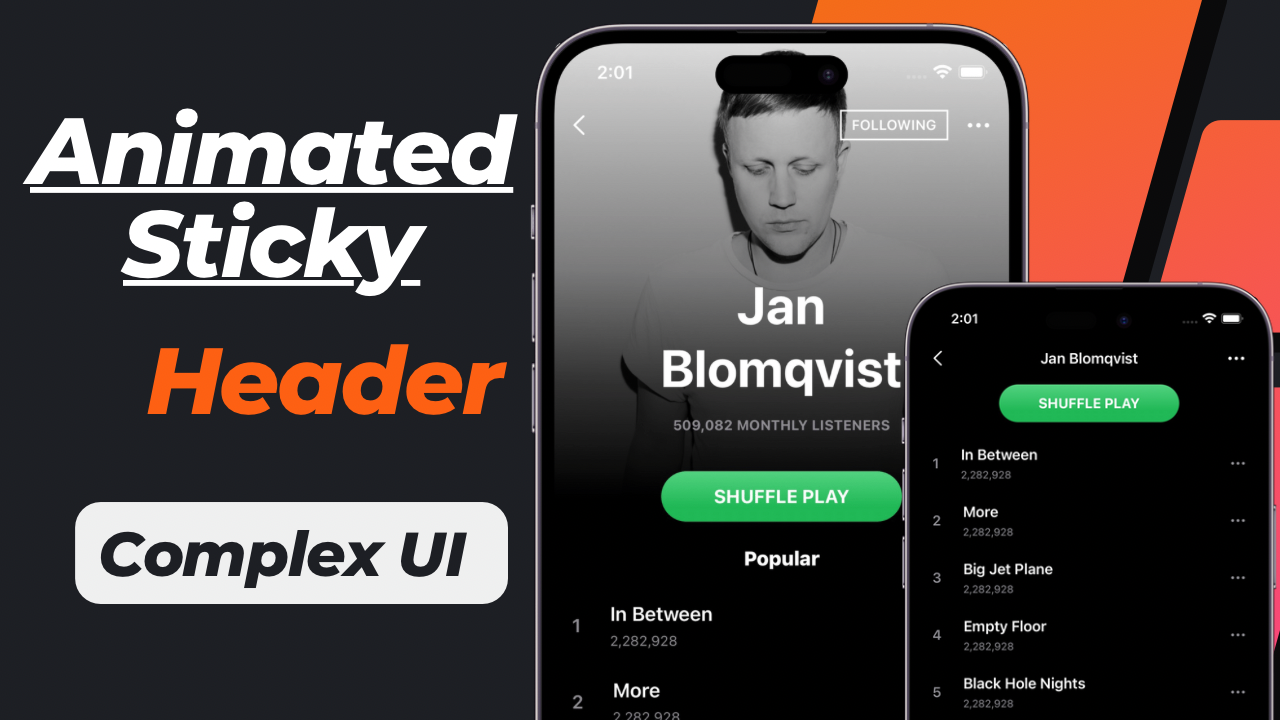 Animated
Sticky
Header
Complex UI
2:01
FOLLOWING
Jan
Blomqvist
509,082 MONTHLY LISTENERS
SHUFFLE PLAY
Popular
1
In Between
2,282,928
2
More
2,282,928
2:01
Jan Blomqvist
SHUFFLE PLAY
1
In Between
2,282,928
2
More
2,282,928
3
Big Jet Plane
2,282,928
4
Empty Floor
2,282,928
5
Black Hole Nights
2,282,928